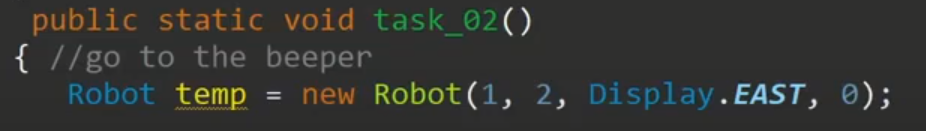 public static void task_02()
{ //go to the beeper
Robot temp = new Robot(1, 2, Display.EAST, 0);